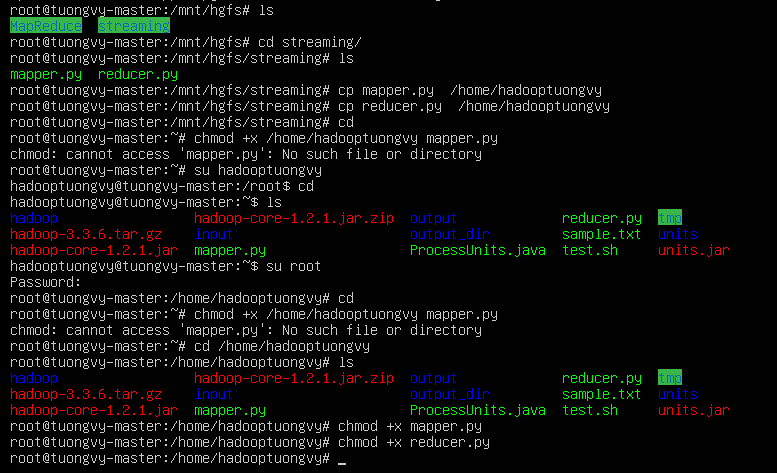 root@tuongvy-master:/mnt/hgfs# ls
MapReduce  streaming
root@tuongvy-master:/mnt/hgfs# cd streaming/
root@tuongvy-master:/mnt/hgfs/streaming# ls
mapper.py  reducer.py
root@tuongvy-master:/mnt/hgfs/streaming# cp mapper.py  /home/hadooptuongvy
root@tuongvy-master:/mnt/hgfs/streaming# cp reducer.py  /home/hadooptuongvy
root@tuongvy-master:/mnt/hgfs/streaming# cd
root@tuongvy-master:~# chmod +x /home/hadooptuongvy mapper.py
chmod: cannot access 'mapper.py': No such file or directory
root@tuongvy-master:~# su hadooptuongvy
hadooptuongvy@tuongvy-master:/root$ cd
hadooptuongvy@tuongvy-master:~$ ls
hadoop                 hadoop-core-1.2.1.jar.zip  output             reducer.py  tmp
hadoop-3.3.6.tar.gz    input                      output_dir         sample.txt  units
hadoop-core-1.2.1.jar  mapper.py                  ProcessUnits.java  test.sh     units.jar
hadooptuongvy@tuongvy-master:~$ su root
Password:
root@tuongvy-master:/home/hadooptuongvy# cd
root@tuongvy-master:~# chmod +x /home/hadooptuongvy mapper.py
chmod: cannot access 'mapper.py': No such file or directory
root@tuongvy-master:~# cd /home/hadooptuongvy
root@tuongvy-master:/home/hadooptuongvy# ls
hadoop                 hadoop-core-1.2.1.jar.zip  output             reducer.py  tmp
hadoop-3.3.6.tar.gz    input                      output_dir         sample.txt  units
hadoop-core-1.2.1.jar  mapper.py                  ProcessUnits.java  test.sh     units.jar
root@tuongvy-master:/home/hadooptuongvy# chmod +x mapper.py
root@tuongvy-master:/home/hadooptuongvy# chmod +x reducer.py
root@tuongvy-master:/home/hadooptuongvy# _